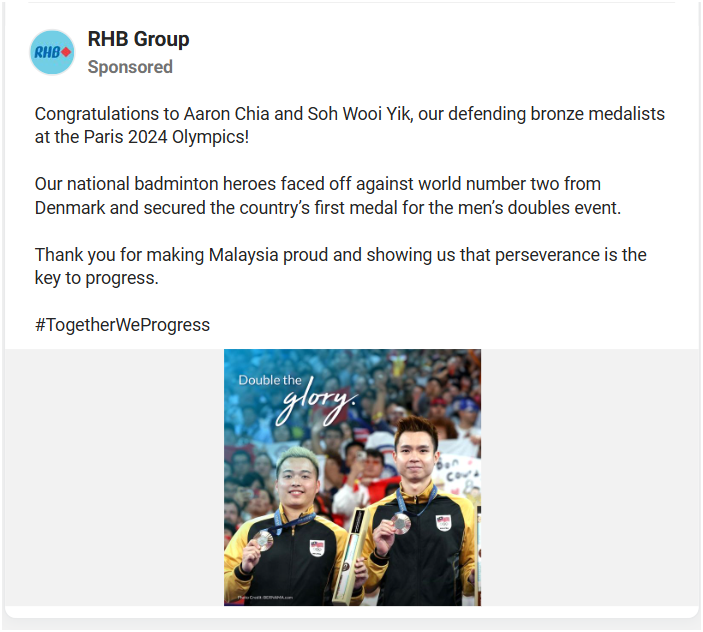 RHB
RHB Group
Sponsored
Congratulations to Aaron Chia and Soh Wooi Yik, our defending bronze medalists
at the Paris 2024 Olympics!
Our national badminton heroes faced off against world number two from
Denmark and secured the country's first medal for the men's doubles event.
Thank you for making Malaysia proud and showing us that perseverance is the
key to progress.
#TogetherWeProgress
Double the
glory.